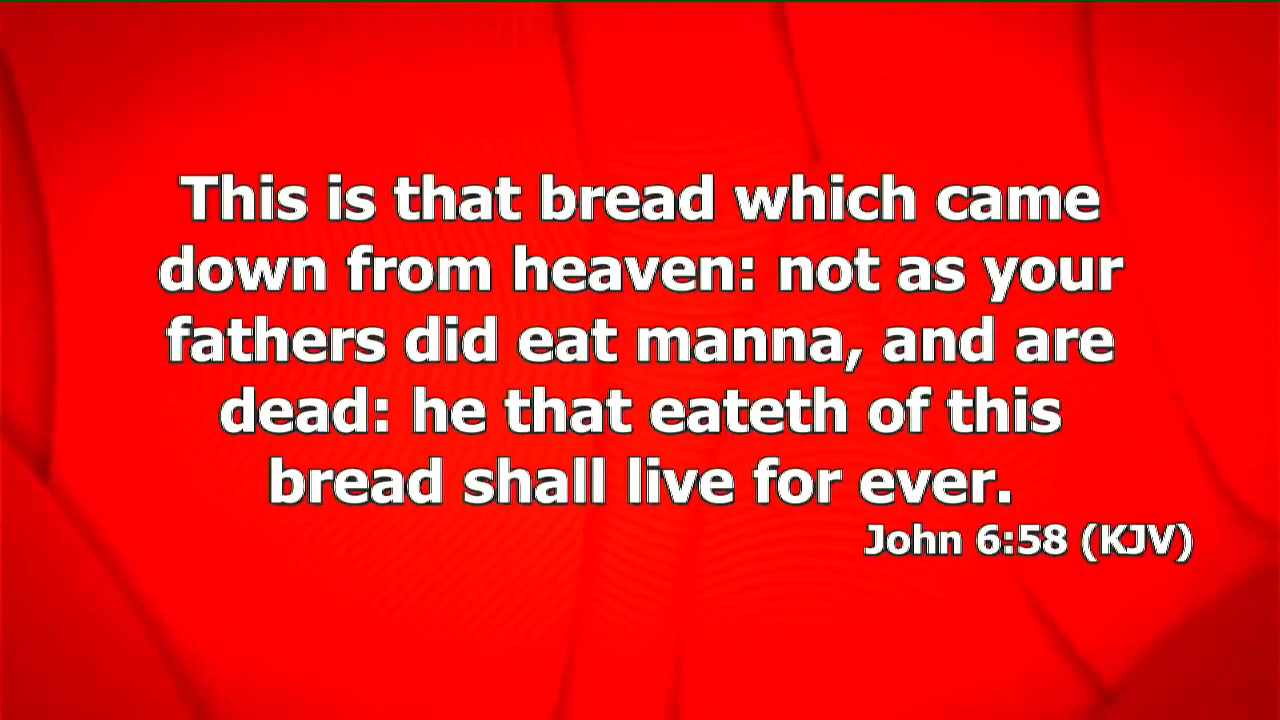 This is that bread which came
down from heaven: not as your
fathers did eat manna, and are
dead: he that eateth of this
bread shall live for ever.
John 6:58 (KJV)